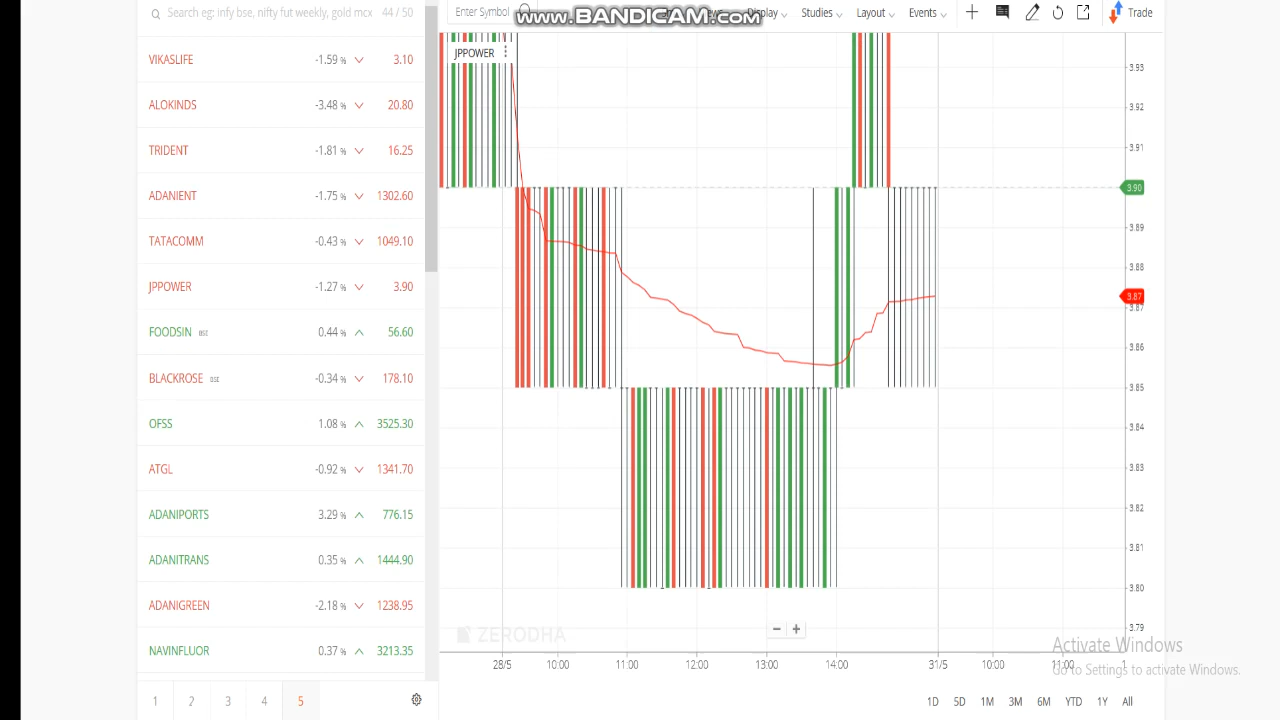 Search eg: infy bse, nifty fut weekly, gold mcx 44 / 50
Enter Symbol
www.BANDICAM.com
Display Studies Layout Events Trade
VIKASLIFE -1.59 % 3.10
ALOKINDS -3.48 % 20.80
TRIDENT -1.81 % 16.25
ADANIENT -1.75 % 1302.60
TATACOMM -0.43 % 1049.10
JPPOWER -1.27 % 3.90
FOODSIN BSE 0.44 % 56.60
BLACKROSE BSE -0.34 % 178.10
OFSS 1.08 % 3525.30
ATGL -0.92 % 1341.70
ADANIPORTS 3.29 % 776.15
ADANITRANS 0.35 % 1444.90
ADANIGREEN -2.18 % 1238.95
NAVINFLUOR 0.37 % 3213.35
1 2 3 4 5
JPPOWER
3.93
3.92
3.91
3.90
3.89
3.88
3.87
3.87
3.86
3.85
3.84
3.83
3.82
3.81
3.80
3.79
ZERODHA
28/5 10:00 11:00 12:00 13:00 14:00 31/5 10:00 11:00 1
Activate Windows
Go to Settings to activate Windows.
1D 5D 1M 3M 6M YTD 1Y All